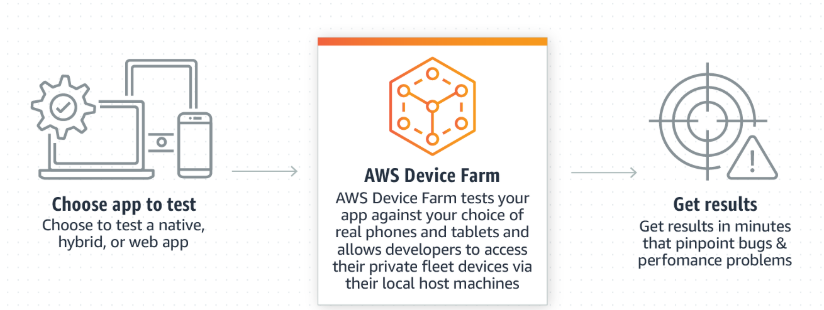 Choose app to test
Choose to test a native,
hybrid, or web app
AWS Device Farm
AWS Device Farm tests your
app against your choice of
real phones and tablets and
allows developers to access
their private fleet devices via
their local host machines
Get results
Get results in minutes
that pinpoint bugs &
perfomance problems